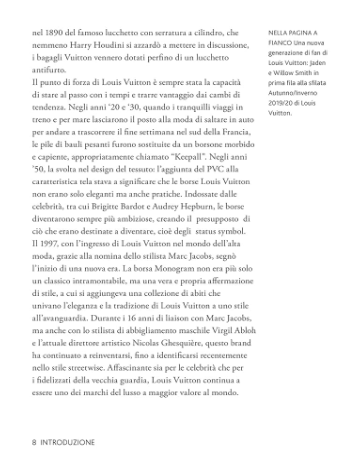 nel 1890 del famoso lucchetto con serratura a cilindro, che
nemmeno Harry Houdini si azzardò a mettere in discussione,
i bagagli Vuitton vennero dotati perfino di un lucchetto
antifurto.
Il punto di forza di Louis Vuitton è sempre stata la capacità
di stare al passo con i tempi e trarre vantaggio dai cambi di
tendenza. Negli anni ’20 e ’30, quando i tranquilli viaggi in
treno e per mare lasciarono il posto alla moda di saltare in auto
per andare a trascorrere il fine settimana nel sud della Francia,
le pile di bauli pesanti furono sostituite da un borsone morbido
e capiente, appropriatamente chiamato “Keepall”. Negli anni
’50, la svolta nel design del tessuto: l’aggiunta del PVC alla
caratteristica tela stava a significare che le borse Louis Vuitton
non erano solo eleganti ma anche pratiche. Indossate dalle
celebrità, tra cui Brigitte Bardot e Audrey Hepburn, le borse
diventarono sempre più ambiziose, creando il presupposto di
ciò che erano destinate a diventare, cioè degli status symbol.
Il 1997, con l’ingresso di Louis Vuitton nel mondo dell’alta
moda, grazie alla nomina dello stilista Marc Jacobs, segnò
l’inizio di una nuova era. La borsa Monogram non era più solo
un classico intramontabile, ma una vera e propria affermazione
di stile, a cui si aggiungeva una collezione di abiti che
univano l’eleganza e la tradizione di Louis Vuitton a uno stile
all’avanguardia. Durante i 16 anni di liaison con Marc Jacobs,
ma anche con lo stilista di abbigliamento maschile Virgil Abloh
e l’attuale direttore artistico Nicolas Ghesquière, questo brand
ha continuato a reinventarsi, fino a identificarsi recentemente
nello stile streetwise. Affascinante sia per le celebrità che per
i fidelizzati della vecchia guardia, Louis Vuitton continua a
essere uno dei marchi del lusso a maggior valore al mondo.
NELLA PAGINA A
FIANCO Una nuova
generazione di fan di
Louis Vuitton: Jaden
e Willow Smith in
prima fila alla sfilata
Autunno/Inverno
2019/20 di Louis
Vuitton.
8 INTRODUZIONE